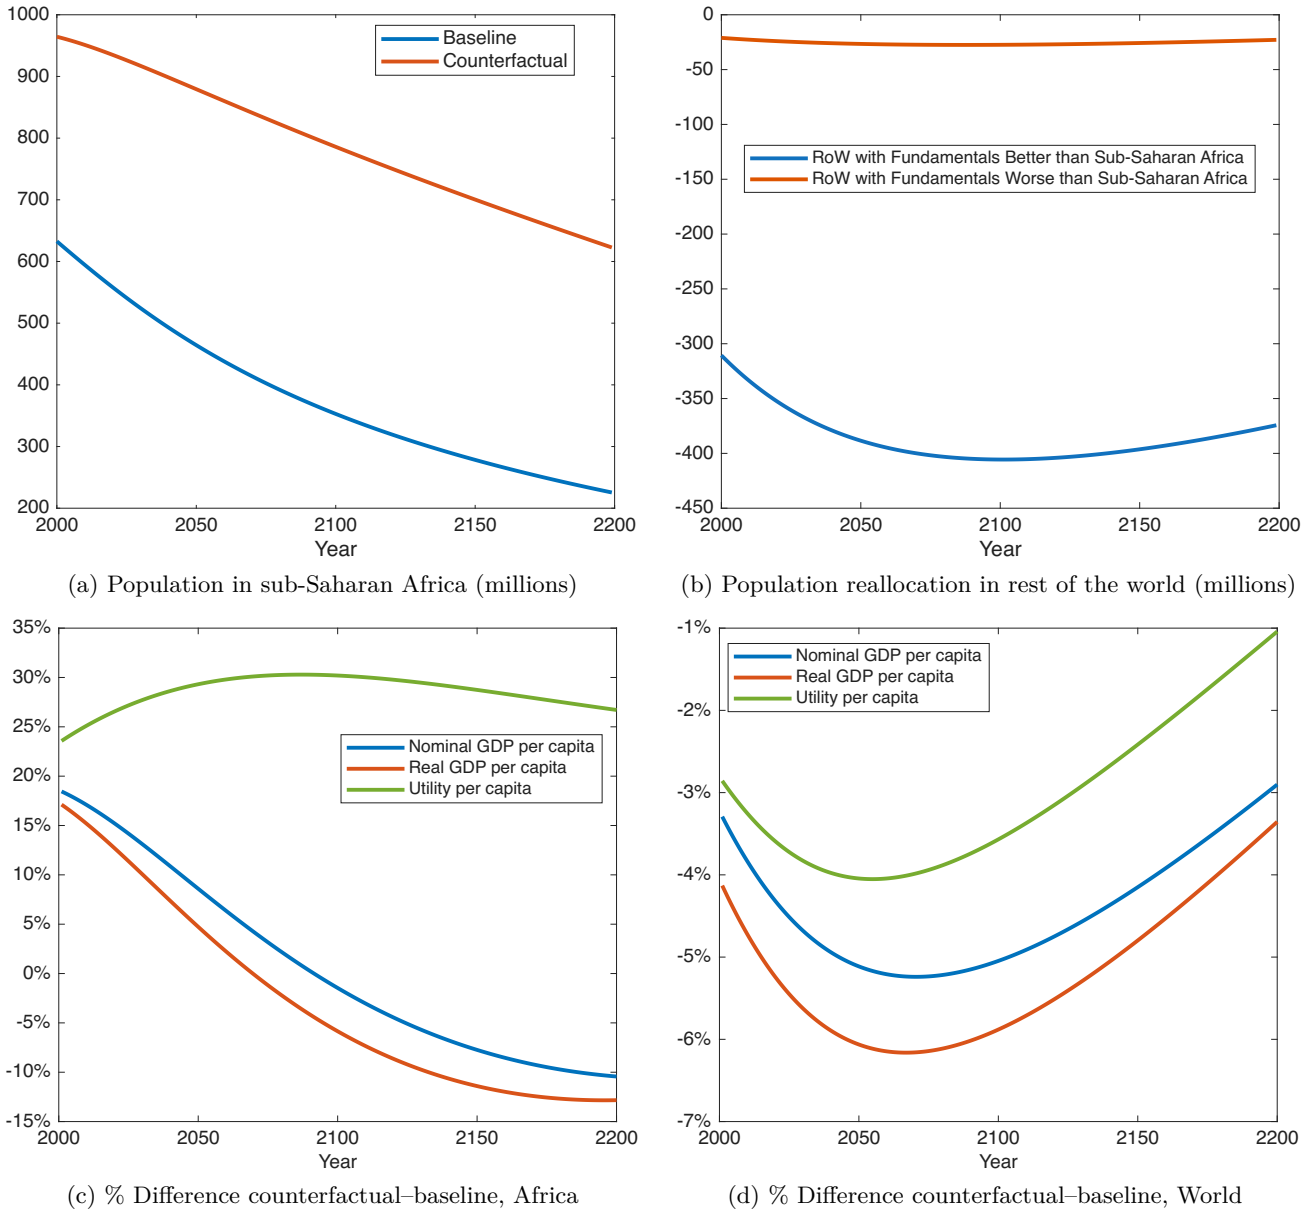 1000
900
800
700
600
500
400
300
200
Baseline
Counterfactual
2000 2050 2100 2150 2200
Year
(a) Population in sub-Saharan Africa (millions)
0
-50
-100
-150
-200
-250
-300
-350
-400
-450
RoW with Fundamentals Better than Sub-Saharan Africa
RoW with Fundamentals Worse than Sub-Saharan Africa
2000 2050 2100 2150 2200
Year
(b) Population reallocation in rest of the world (millions)
35%
30%
25%
20%
15%
10%
5%
0%
-5%
-10%
-15%
Nominal GDP per capita
Real GDP per capita
Utility per capita
2000 2050 2100 2150 2200
Year
(c) % Difference counterfactual–baseline, Africa
-1%
-2%
-3%
-4%
-5%
-6%
-7%
Nominal GDP per capita
Real GDP per capita
Utility per capita
2000 2050 2100 2150 2200
Year
(d) % Difference counterfactual–baseline, World